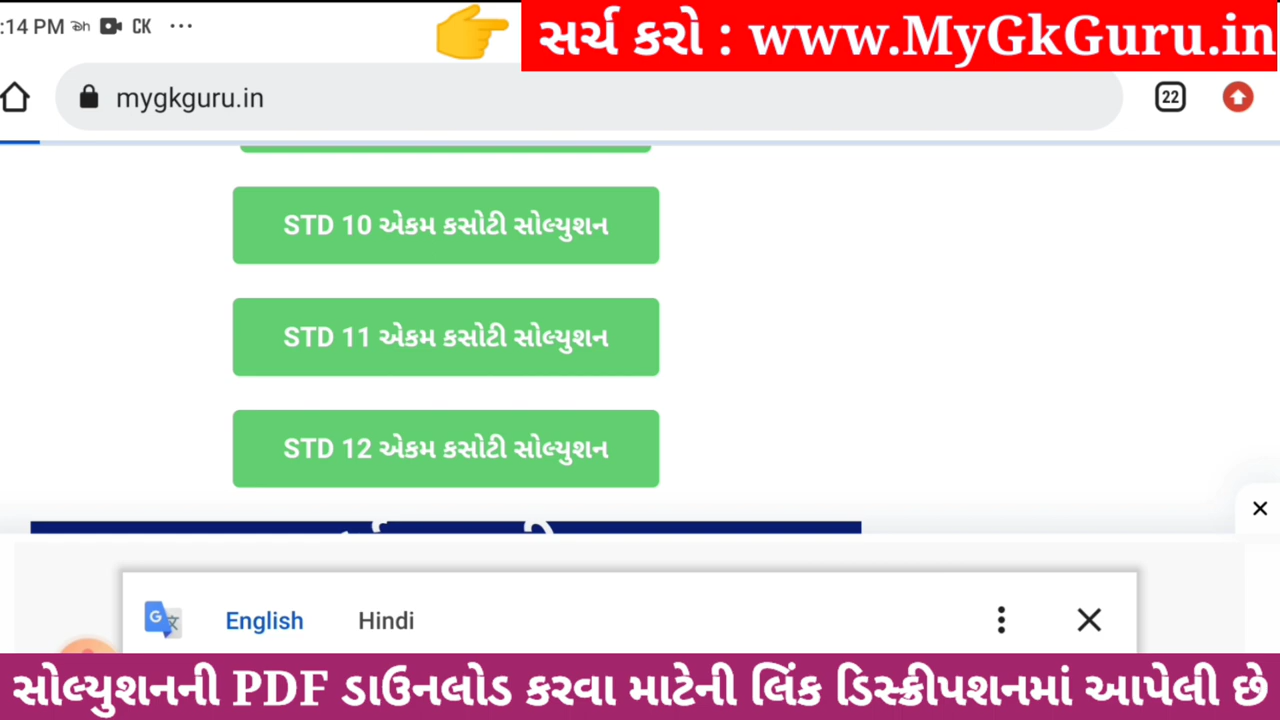 :14 PM CK ...
સર્ચ કરો : www.MyGkGuru.in
mygkguru.in 22
STD 10 એકમ કસોટી સોલ્યુશન
STD 11 એકમ કસોટી સોલ્યુશન
STD 12 એકમ કસોટી સોલ્યુશન
English Hindi
સોલ્યુશનની PDF ડાઉનલોડ કરવા માટેની લિંક ડિસ્ક્રીપશનમાં આપેલી છે